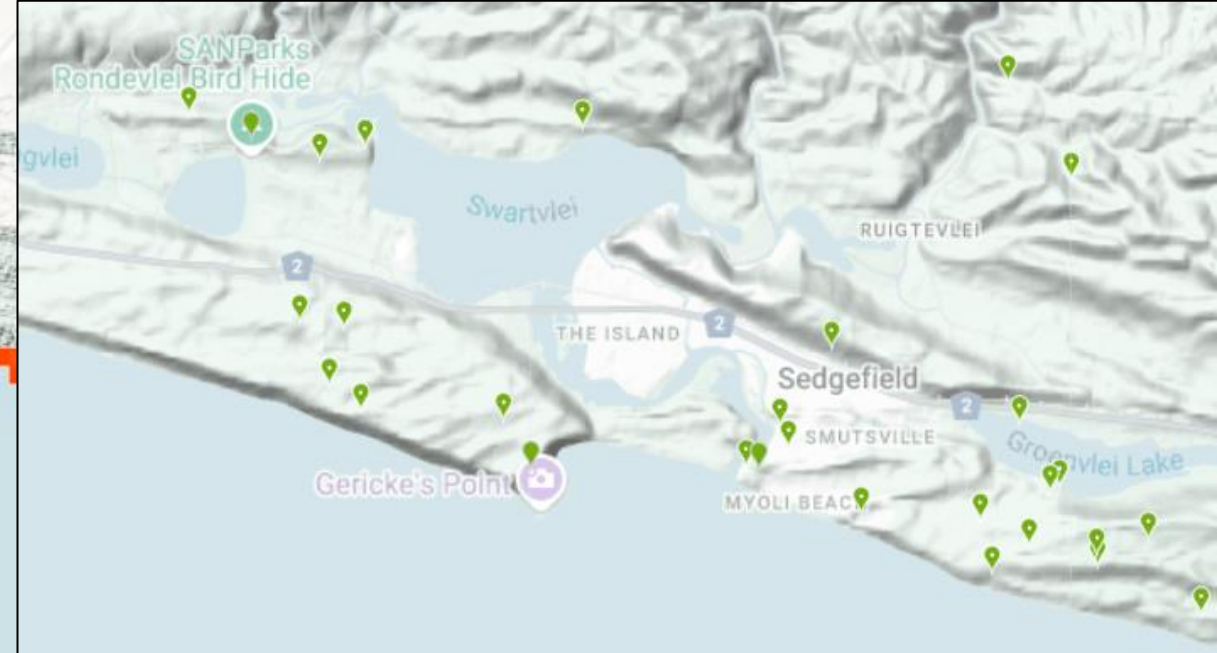 SANParks
Rondevlei Bird Hide
gvlei
Swartvlei
RUIGTEVLEI
2
THE ISLAND
2
Sedgefield
2
SMUTSVILLE
Groenvlei Lake
Gericke's Point
MYOLI BEACH